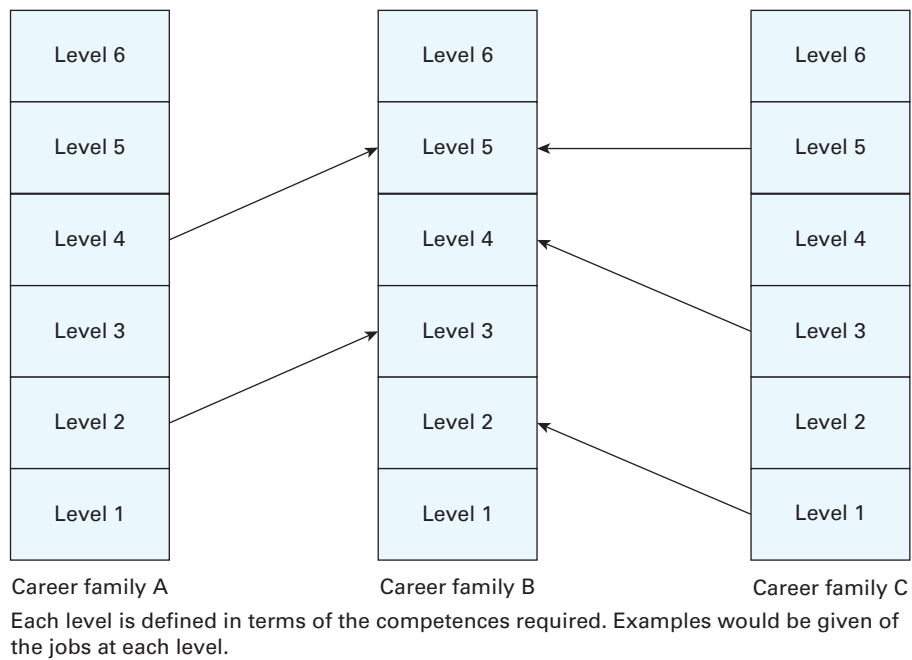 Level 6
Level 5
Level 4
Level 3
Level 2
Level 1
Career family A
Level 6
Level 5
Level 4
Level 3
Level 2
Level 1
Career family B
Level 6
Level 5
Level 4
Level 3
Level 2
Level 1
Career family C
Each level is defined in terms of the competences required. Examples would be given of
the jobs at each level.